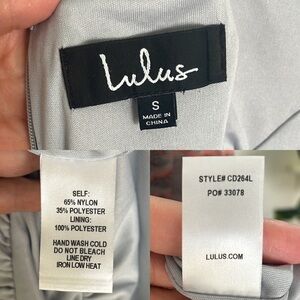 Lulus
S
MADE IN
CHINA
SELF:
65% NYLON
35% POLYESTER
LINING:
100% POLYESTER
HAND WASH COLD
DO NOT BLEACH
LINE DRY
IRON LOW HEAT
STYLE# CD264L
PO# 33078
LULUS.COM